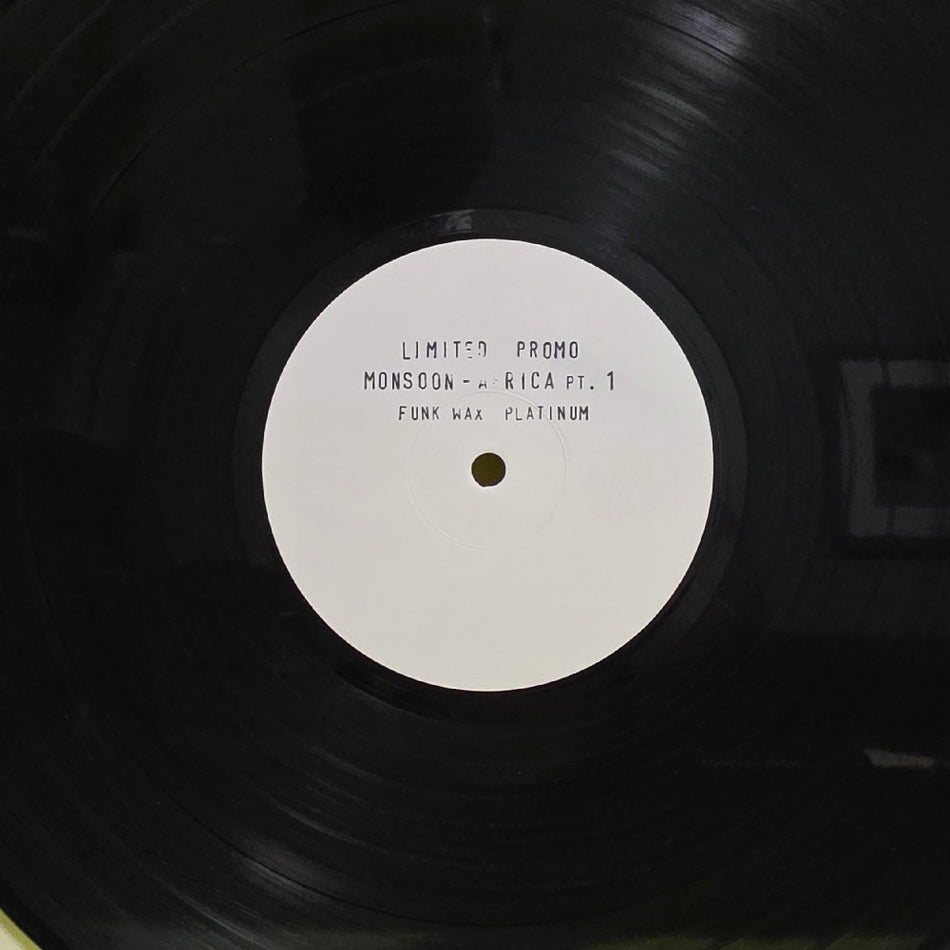 LIMITED PROMO
MONSOON - AFRICA PT. 1
FUNK WAX PLATINUM